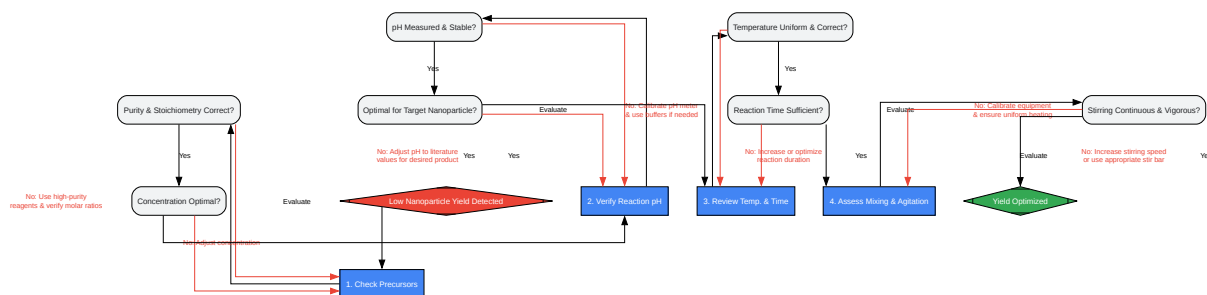 pH Measured & Stable?
Temperature Uniform & Correct?
Yes
Yes
Purity & Stoichiometry Correct?
Optimal for Target Nanoparticle?
Evaluate
No: Calibrate pH meter
& use buffers if needed
Reaction Time Sufficient?
Evaluate
No: Calibrate equipment
& ensure uniform heating
Stirring Continuous & Vigorous?
Yes
No: Adjust pH to literature
values for desired product
Yes
Yes
No: Increase or optimize
reaction duration
Yes
Evaluate
No: Increase stirring speed
or use appropriate stir bar
No: Use high-purity
reagents & verify molar ratios
Concentration Optimal?
Evaluate
Low Nanoparticle Yield Detected
2. Verify Reaction pH
3. Review Temp. & Time
4. Assess Mixing & Agitation
Yield Optimized
No: Adjust concentration
1. Check Precursors